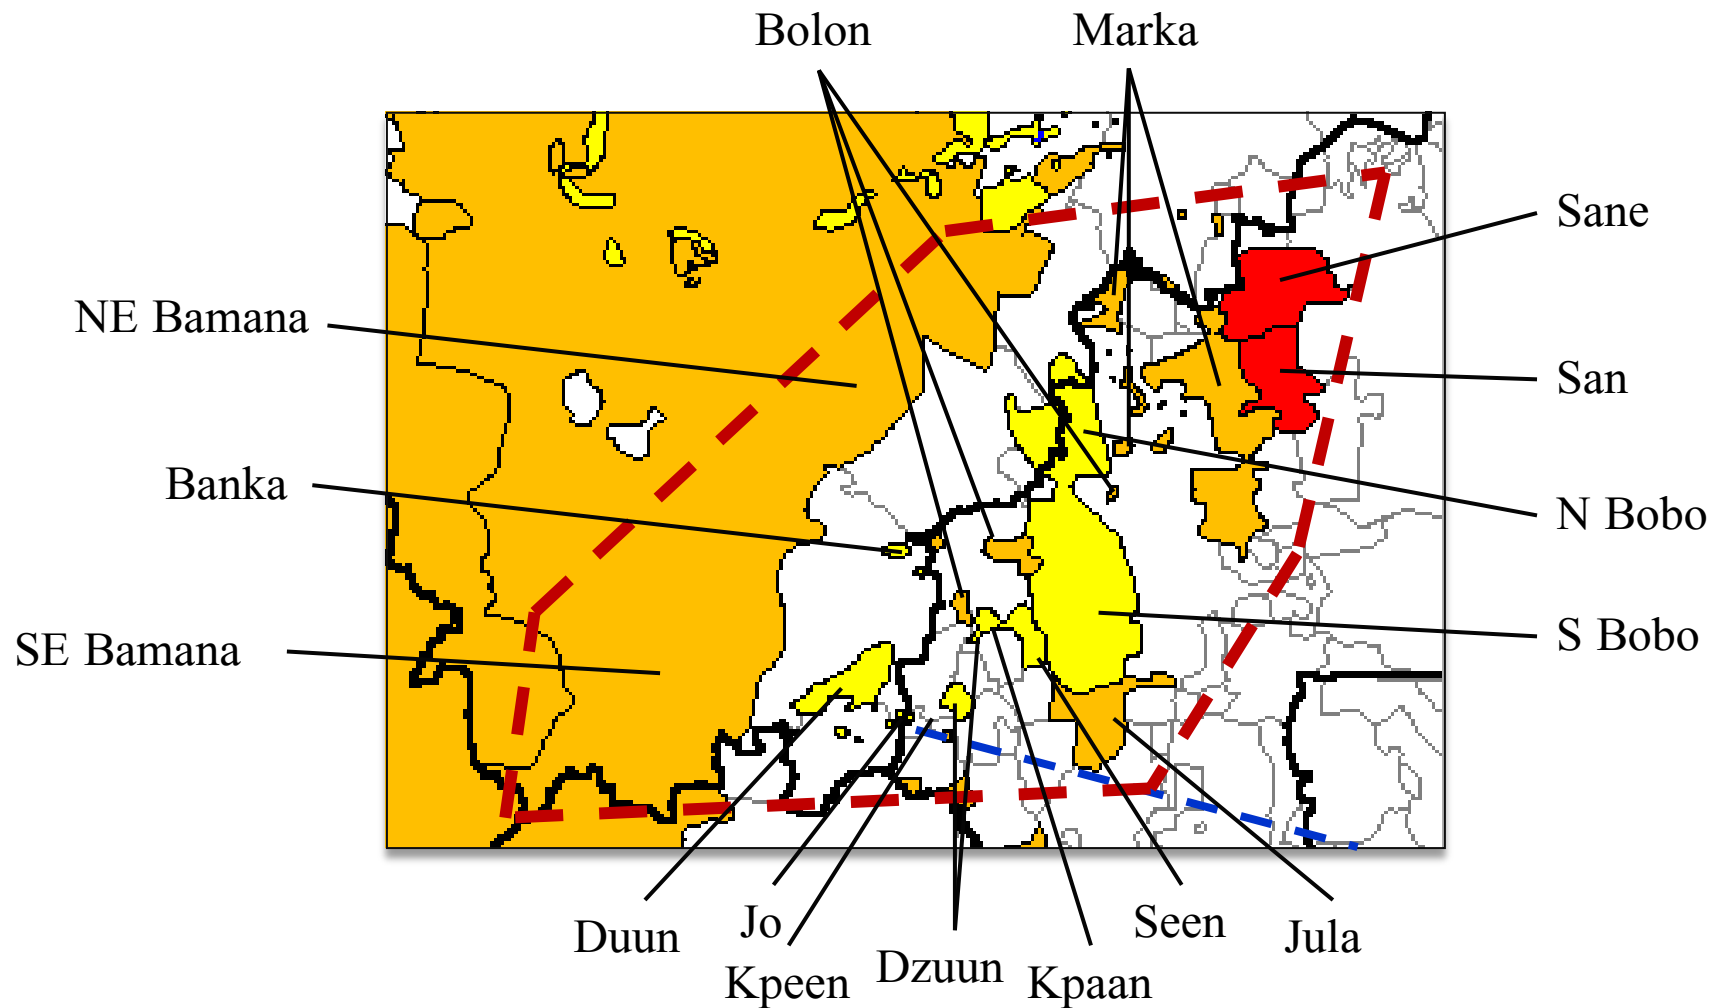 Bolon
Marka
Sane
NE Bamana
San
Banka
N Bobo
S Bobo
SE Bamana
Duun
Jo
Seen
Jula
Kpeen
Dzuun
Kpaan